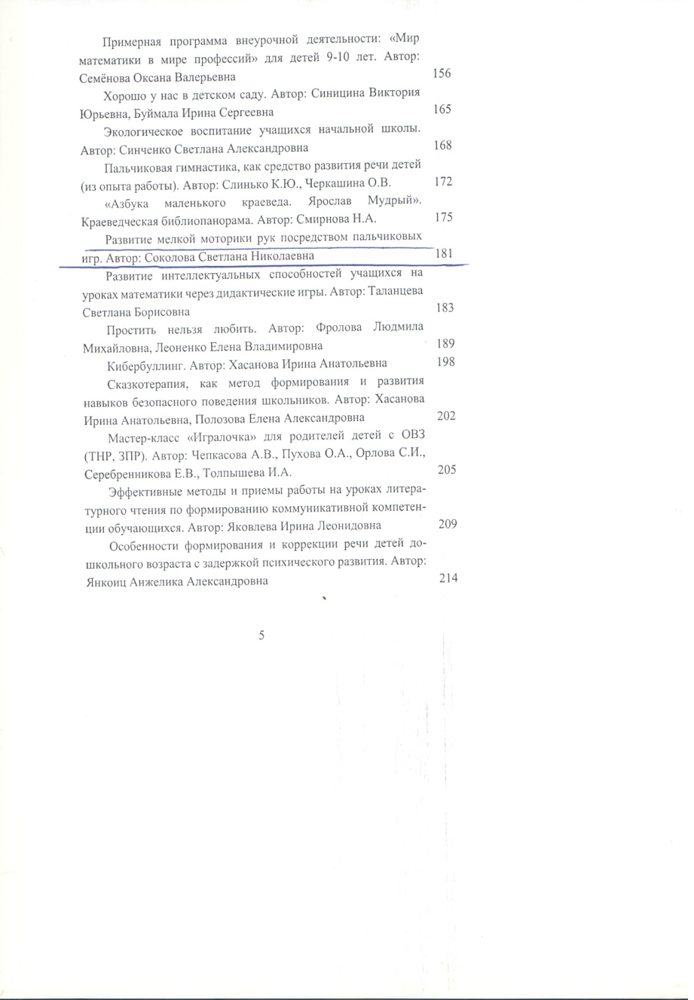 Примерная программа внеурочной деятельности: «Мир
математики в мире профессий» для детей 9-10 лет. Автор:
Семёнова Оксана Валерьевна 156
Хорошо у нас в детском саду. Автор: Синицина Виктория
Юрьевна, Буймала Ирина Сергеевна 165
Экологическое воспитание учащихся начальной школы.
Автор: Синченко Светлана Александровна 168
Пальчиковая гимнастика, как средство развития речи детей
(из опыта работы). Автор: Слинько К.Ю., Черкашина О.В. 172
«Азбука маленького краеведа. Ярослав Мудрый».
Краеведческая библиопанорама. Автор: Смирнова Н.А. 175
Развитие мелкой моторики рук посредством пальчиковых
игр. Автор: Соколова Светлана Николаевна 181
Развитие интеллектуальных способностей учащихся на
уроках математики через дидактические игры. Автор: Таланцева
Светлана Борисовна 183
Простить нельзя любить. Автор: Фролова Людмила
Михайловна, Леоненко Елена Владимировна 189
Кибербуллинг. Автор: Хасанова Ирина Анатольевна 198
Сказкотерапия, как метод формирования и развития
навыков безопасного поведения школьников. Автор: Хасанова
Ирина Анатольевна, Полозова Елена Александровна 202
Мастер-класс «Игралочка» для родителей детей с ОВЗ
(ТНР, ЗПР). Автор: Чепкасова А.В., Пухова О.А., Орлова С.И.,
Серебренникова Е.В., Толпышева И.А. 205
Эффективные методы и приемы работы на уроках литера-
турного чтения по формированию коммуникативной компетен-
ции обучающихся. Автор: Яковлева Ирина Леонидовна 209
Особенности формирования и коррекции речи детей до-
школьного возраста с задержкой психического развития. Автор:
Янкоиц Анжелика Александровна 214
5